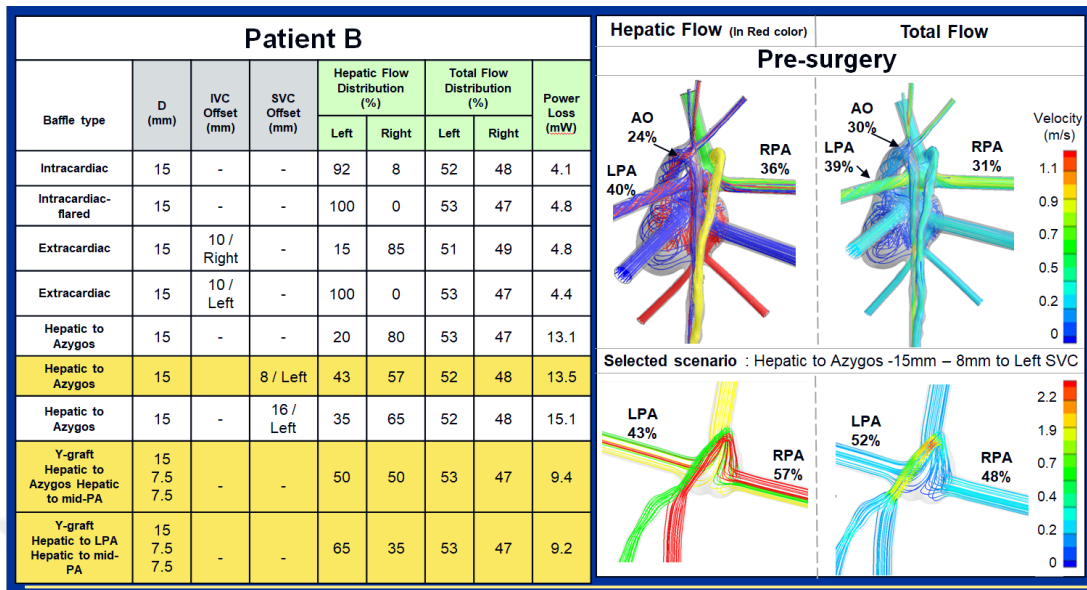 Patient B
Baffle type
D
(mm)
IVC
Offset
(mm)
SVC
Offset
(mm)
Hepatic Flow
Distribution
(%)
Total Flow
Distribution
(%)
Power
Loss
(mW)
Left Right Left Right
Intracardiac 15 - - 92 8 52 48 4.1
Intracardiac-
flared
15 - - 100 0 53 47 4.8
Extracardiac 15 10 /
Right
- 15 85 51 49 4.8
Extracardiac 15 10 /
Left
- 100 0 53 47 4.4
Hepatic to
Azygos
15 - - 20 80 53 47 13.1
Hepatic to
Azygos
15 8 / Left 43 57 52 48 13.5
Hepatic to
Azygos
15 - 16 /
Left
35 65 52 48 15.1
Y-graft
Hepatic to
Azygos Hepatic
to mid-PA
15
7.5
7.5
- - 50 50 53 47 9.4
Y-graft
Hepatic to LPA
Hepatic to mid-
PA
15
7.5
7.5
- - 65 35 53 47 9.2
Hepatic Flow (In Red color)
Total Flow
Pre-surgery
AO
24%
LPA
40%
RPA
36%
AO
30%
LPA
39%
RPA
31%
Velocity
(m/s)
1.1
0.9
0.7
0.5
0.2
0
Selected scenario : Hepatic to Azygos -15mm – 8mm to Left SVC
LPA
43%
RPA
57%
LPA
52%
RPA
48%
2.2
1.9
0.7
0.4
0.2
0